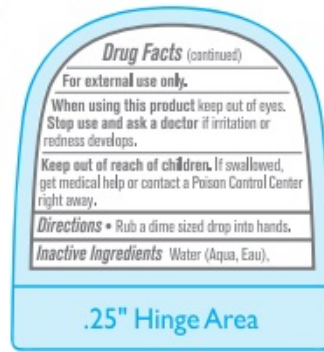 Drug Facts (continued)
For external use only.
When using this product keep out of eyes.
Stop use and ask a doctor if irritation or
redness develops.
Keep out of reach of children. If swallowed,
get medical help or contact a Poison Control Center
right away.
Directions • Rub a dime sized drop into hands.
Inactive Ingredients Water (Aqua, Eau),
.25" Hinge Area